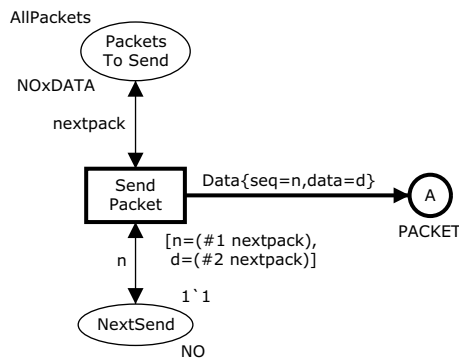 AllPackets
Packets
To Send
NOxDATA
nextpack
Send
Packet
Data{seq=n,data=d}
A
PACKET
[n=(#1 nextpack),
d=(#2 nextpack)]
n
1`1
NextSend
NO